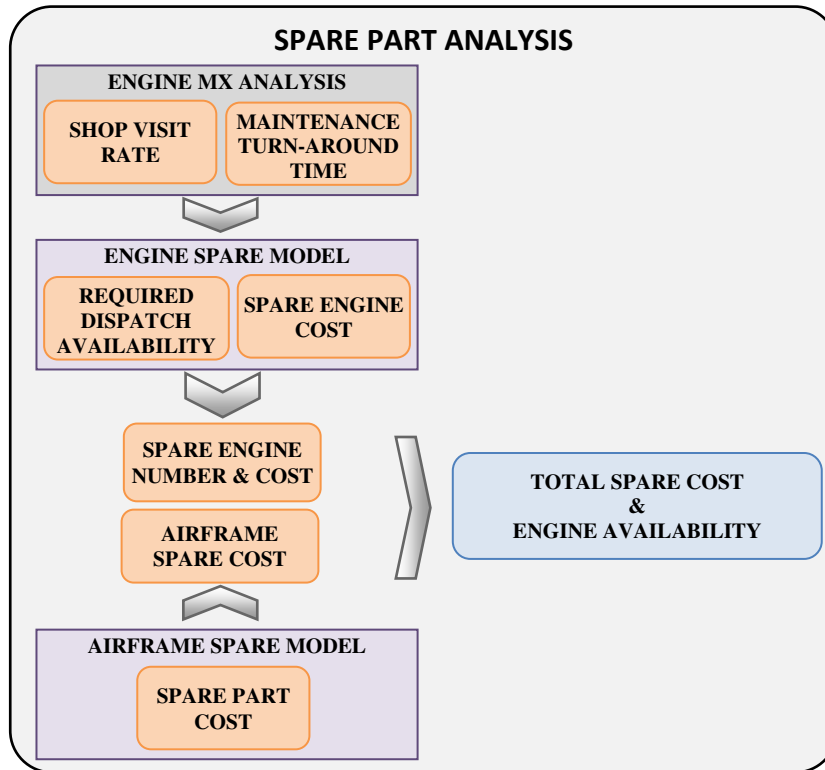 SPARE PART ANALYSIS
ENGINE MX ANALYSIS
SHOP VISIT
RATE
MAINTENANCE
TURN-AROUND
TIME
ENGINE SPARE MODEL
REQUIRED
DISPATCH
AVAILABILITY
SPARE ENGINE
COST
SPARE ENGINE
NUMBER & COST
AIRFRAME
SPARE COST
TOTAL SPARE COST
&
ENGINE AVAILABILITY
AIRFRAME SPARE MODEL
SPARE PART
COST